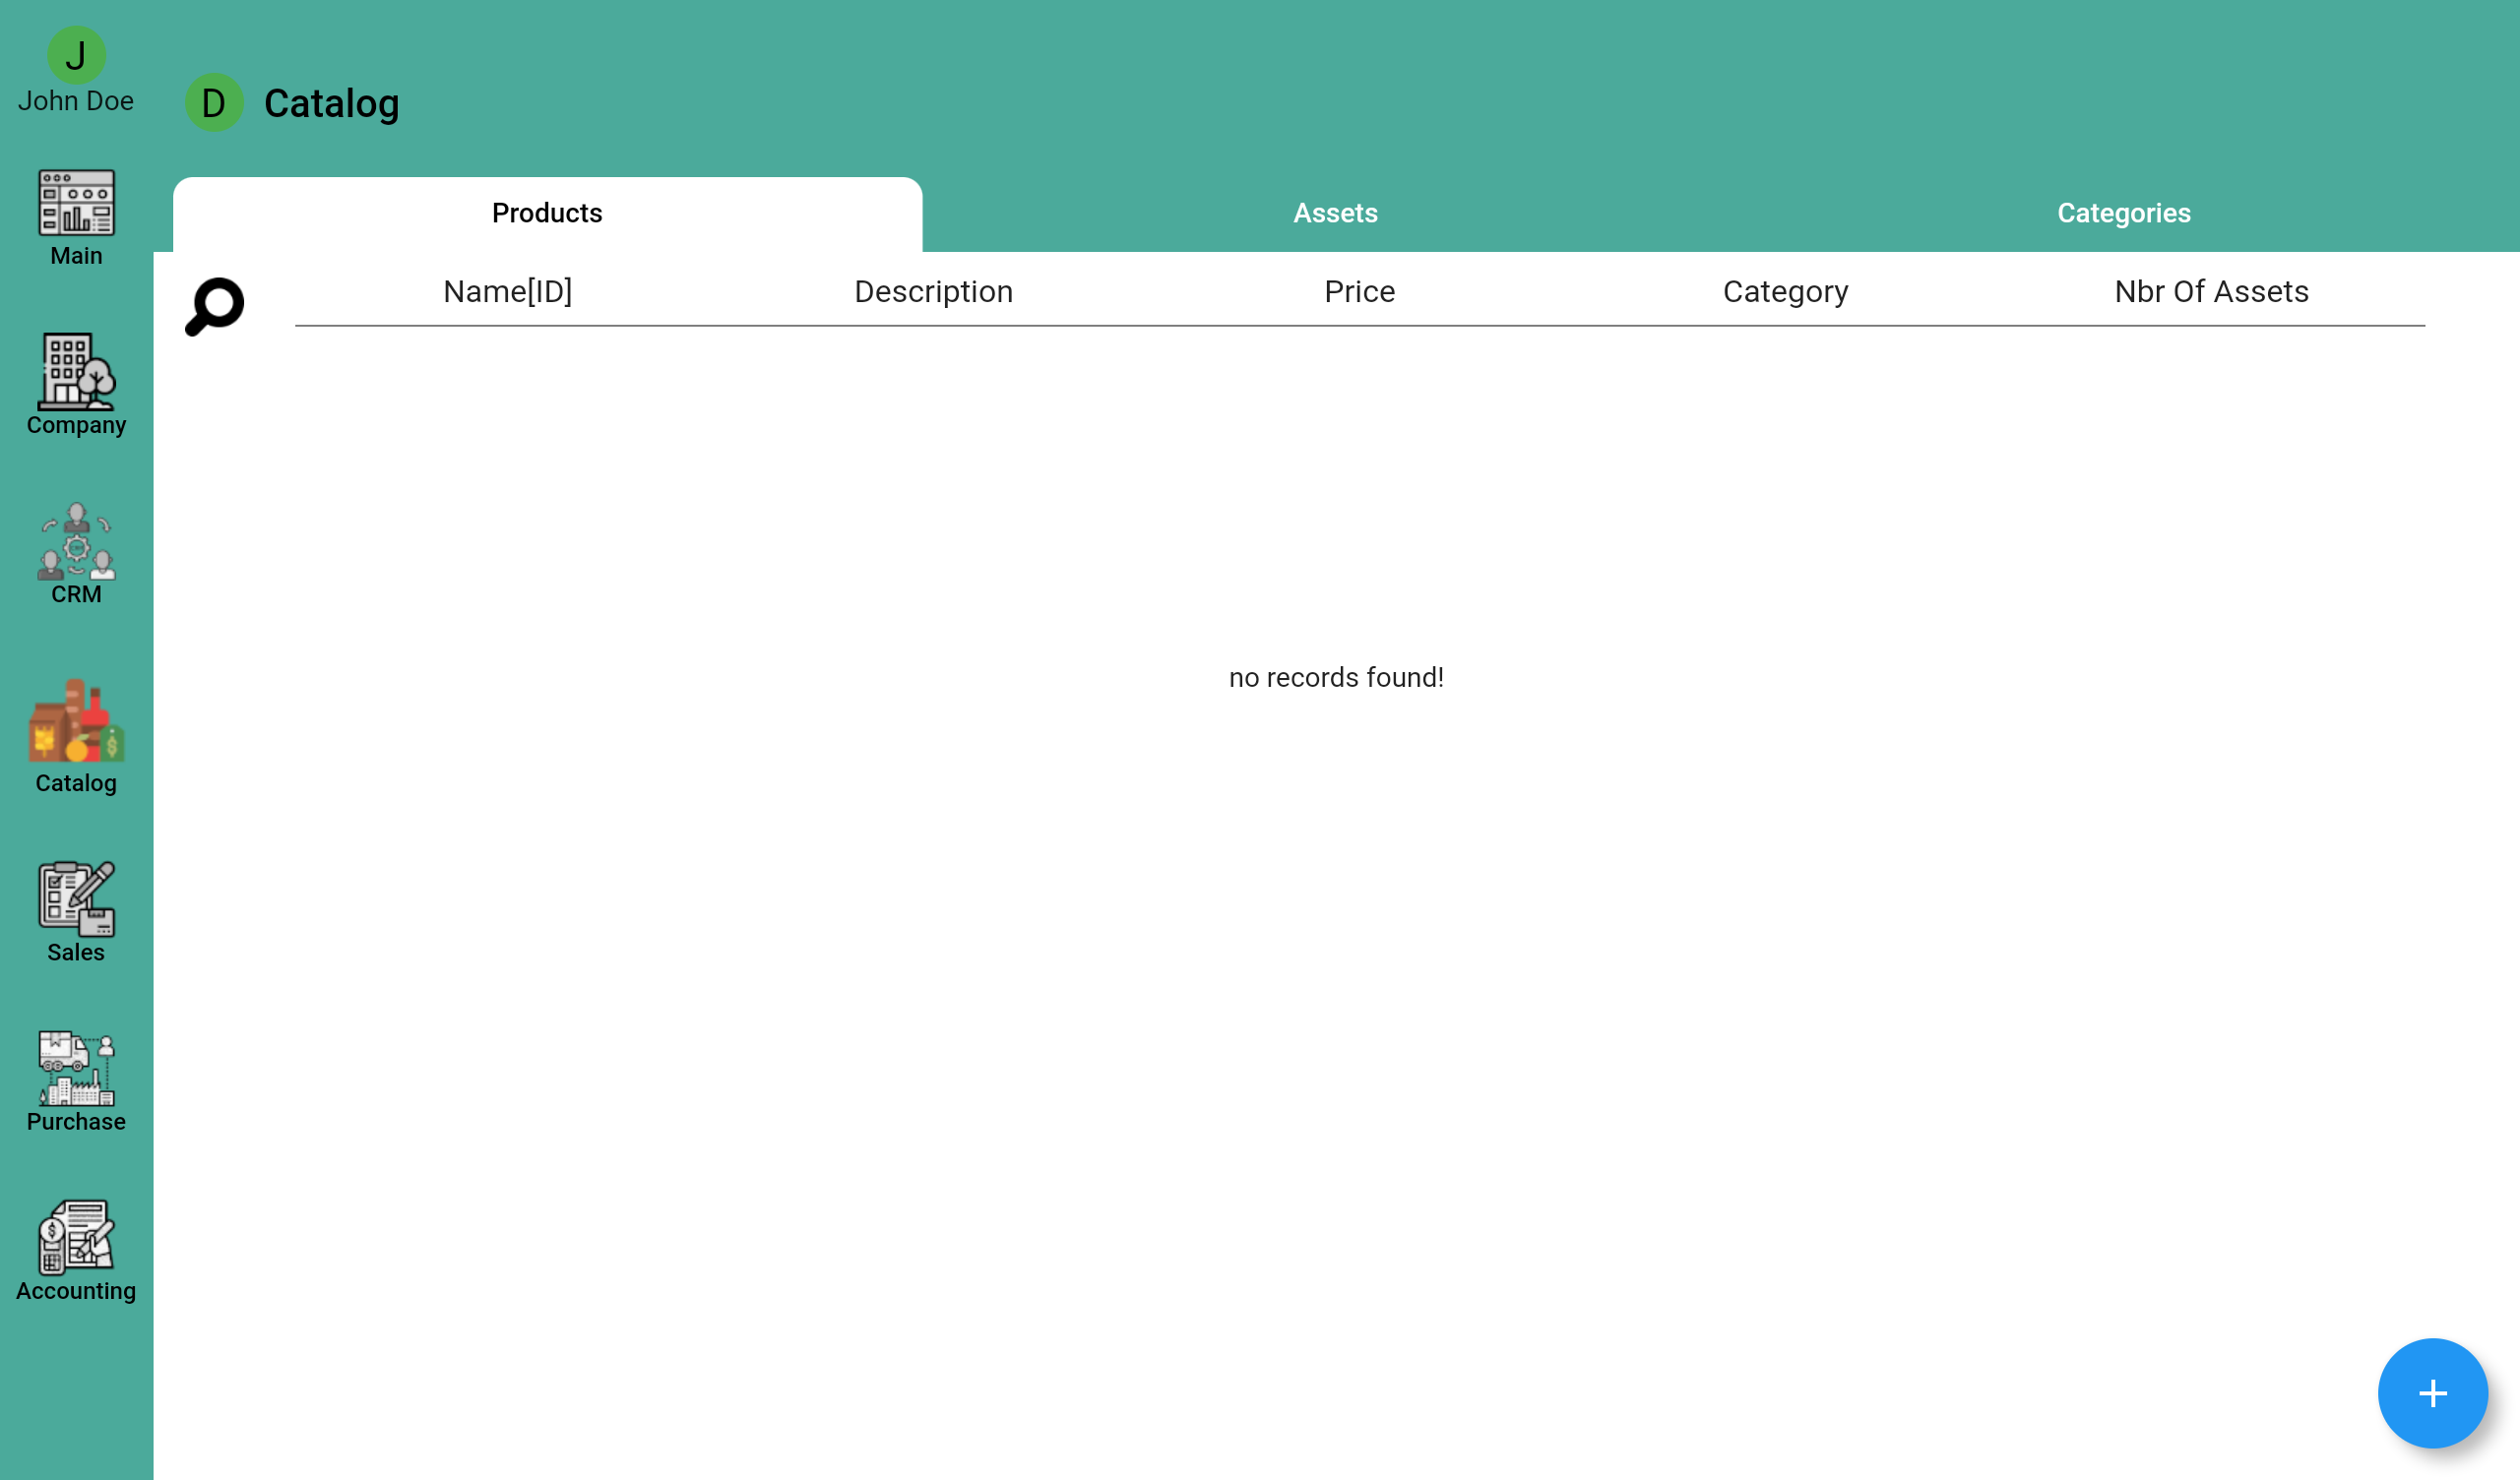 J
John Doe
D
Catalog
Main
Company
CRM
Catalog
Sales
Purchase
Accounting
Products
Assets
Categories
Name[ID]
Description
Price
Category
Nbr Of Assets
no records found!
+